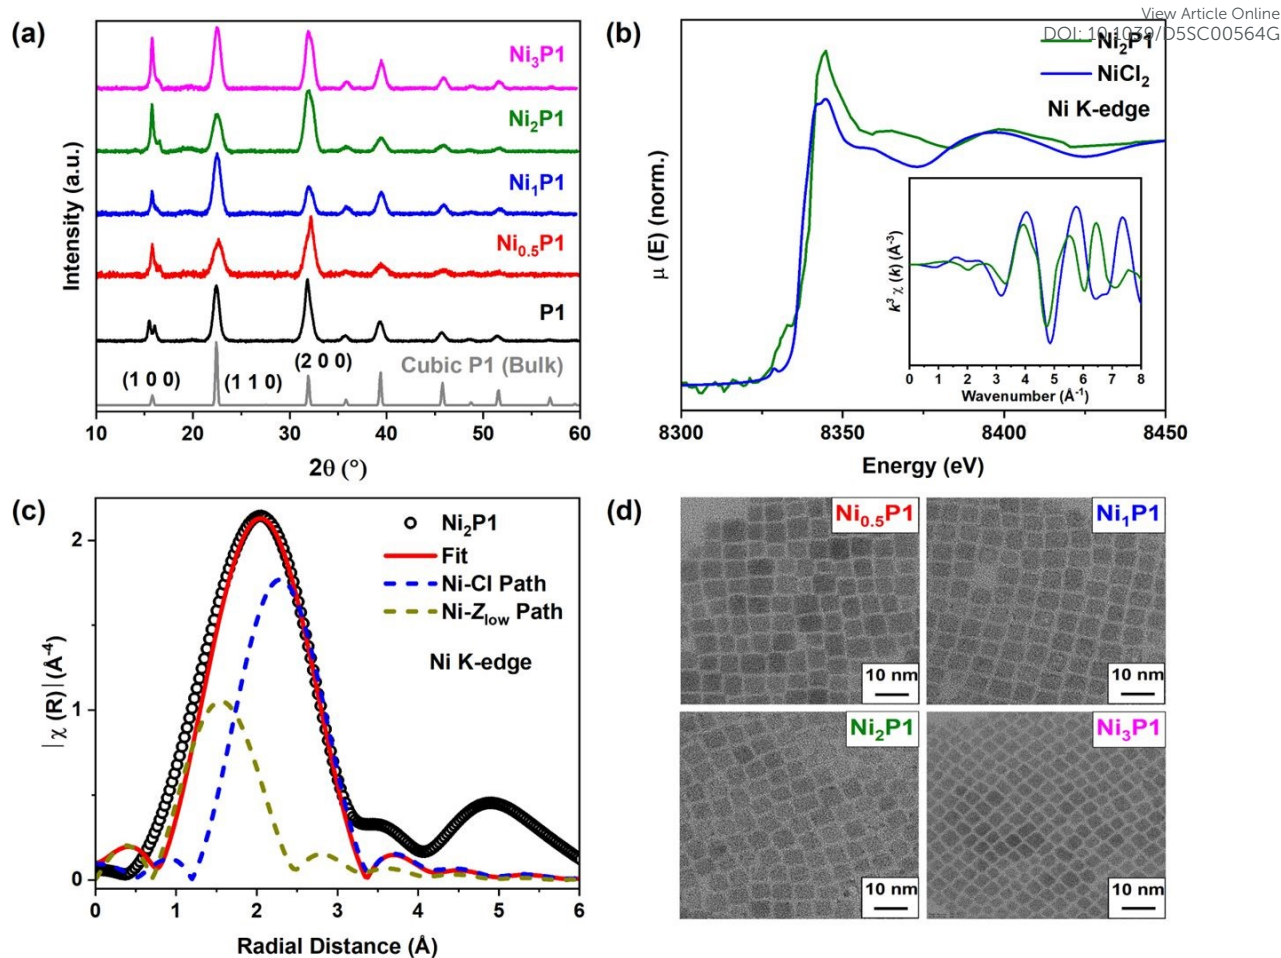 View Article Online
DOI: 10.1039/D5SC00564G
(a)
Ni3P1
Ni2P1
Ni1P1
Ni0.5P1
P1
Cubic P1 (Bulk)
(1 0 0)
(1 1 0)
(2 0 0)
Intensity (a.u.)
10 20 30 40 50 60
2θ (°)
(b)
Ni2P1
NiCl2
Ni K-edge
μ (E) (norm.)
k3 χ (k) (Å-3)
0 1 2 3 4 5 6 7 8
Wavenumber (Å-1)
8300 8350 8400 8450
Energy (eV)
(c)
Ni2P1
Fit
Ni-Cl Path
Ni-Zlow Path
Ni K-edge
|χ (R)| (Å-4)
2
1
0
0 1 2 3 4 5 6
Radial Distance (Å)
(d)
Ni0.5P1
10 nm
Ni1P1
10 nm
Ni2P1
10 nm
Ni3P1
10 nm